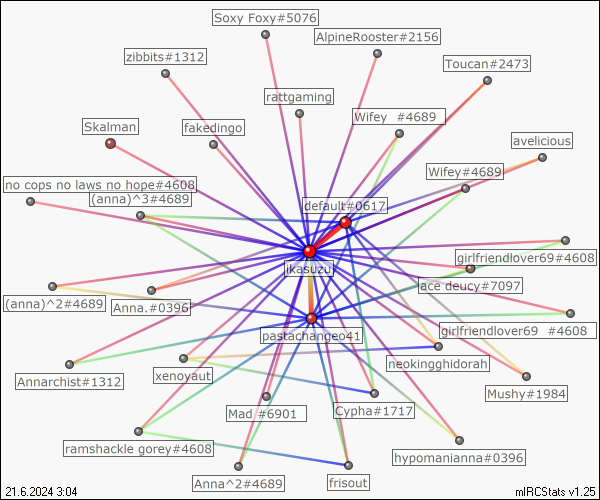 Soxy Foxy#5076
AlpineRooster#2156
zibbits#1312
Toucan#2473
rattgaming
Wifey #4689
Skalman
fakedingo
avelicious
Wifey#4689
no cops no laws no hope#4608
(anna)^3#4689
default#0617
girlfriendlover69#4608
ikasuzuj
ace deucy#7097
(anna)^2#4689
Anna.#0396
girlfriendlover69 #4608
pastachangeo41
neokingghidorah
Annarchist#1312
xenoyaut
Mushy#1984
Mad #6901
Cypha#1717
ramshackle gorey#4608
hypomanianna#0396
Anna^2#4689
frisout
21.6.2024 3:04
mIRCStats v1.25